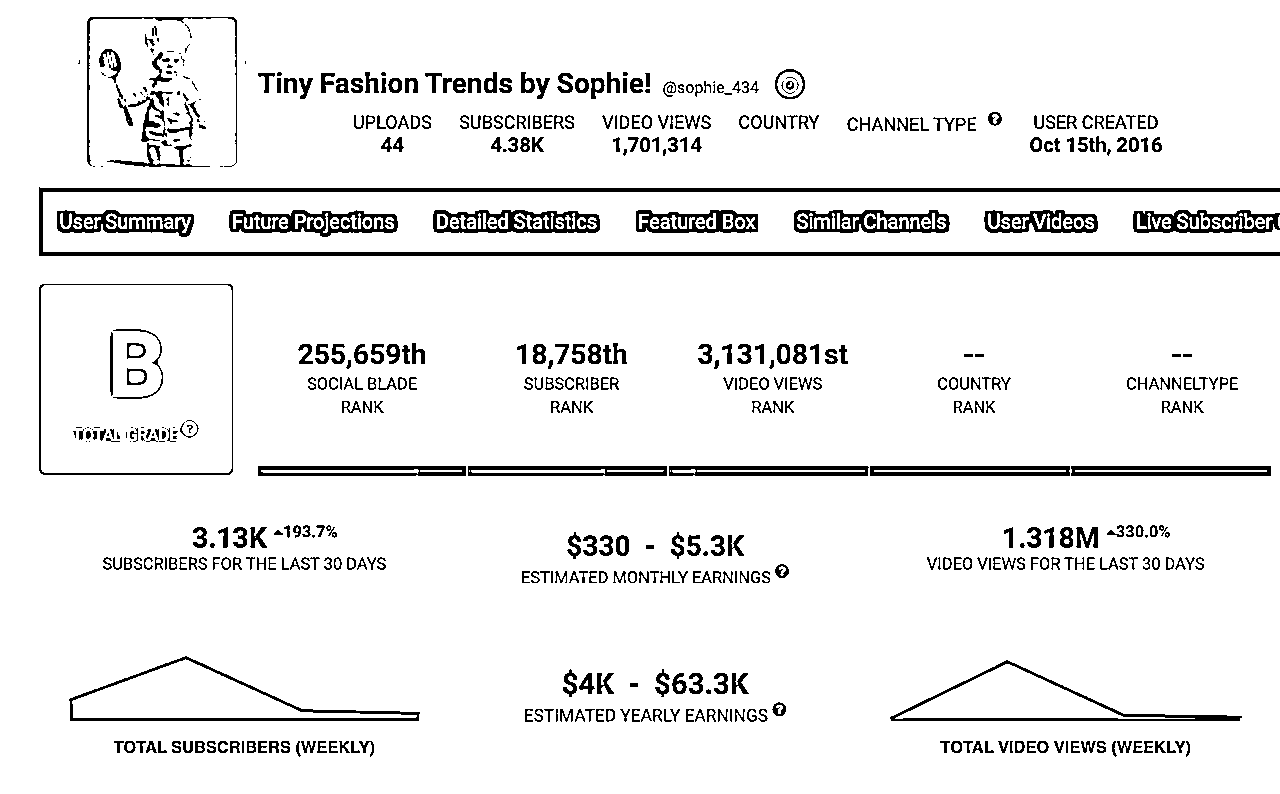 Tiny Fashion Trends by Sophie! @sophie_434
UPLOADS SUBSCRIBERS VIDEO VIEWS COUNTRY CHANNEL TYPE USER CREATED
44 4.38K 1,701,314 Oct 15th, 2016
User Summary Future Projections Detailed Statistics Featured Box Similar Channels User Videos Live Subscriber
B
TOTAL GRADE ?
255,659th 18,758th 3,131,081st -- --
SOCIAL BLADE SUBSCRIBER VIDEO VIEWS COUNTRY CHANNELTYPE
RANK RANK RANK RANK RANK
3.13K 193.7% $330 - $5.3K 1.318M 330.0%
SUBSCRIBERS FOR THE LAST 30 DAYS ESTIMATED MONTHLY EARNINGS ? VIDEO VIEWS FOR THE LAST 30 DAYS
$4K - $63.3K
ESTIMATED YEARLY EARNINGS ?
TOTAL SUBSCRIBERS (WEEKLY) TOTAL VIDEO VIEWS (WEEKLY)